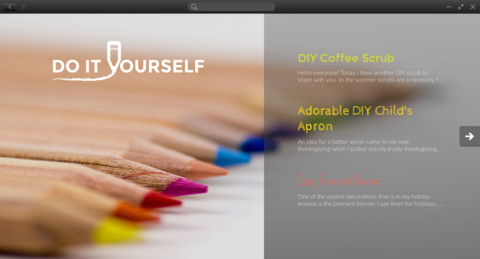 DO IT YOURSELF
DIY Coffee Scrub
Hello everyone! Today I have another DIY scrub to
share with you. In the summer scrubs are a necessity f...
Adorable DIY Child's
Apron
An idea for a better apron came to me over
thanksgiving when I pulled out my trusty thanksgiving...
One of the easiest decorations that is in my holiday
arsenal is the pennant banner. I use them for holidays,...